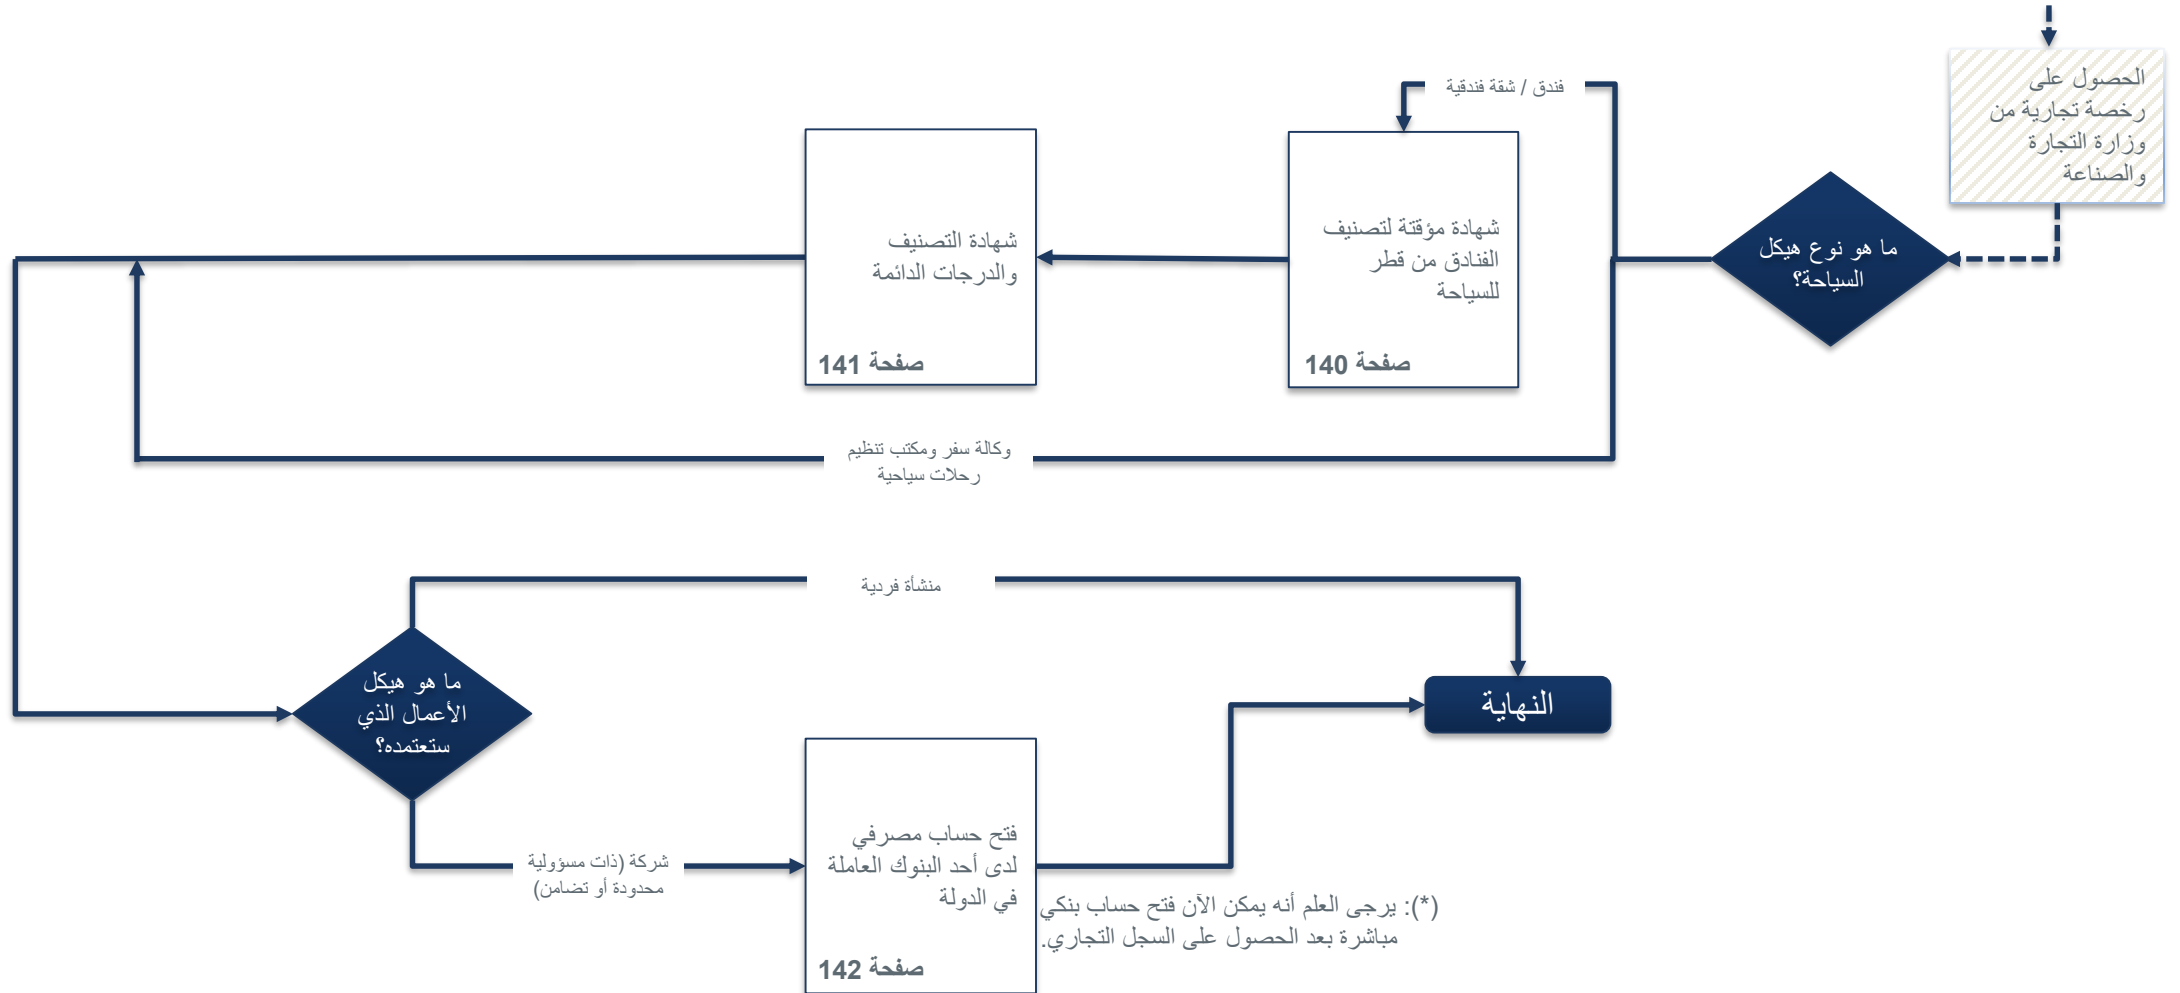 الحصول على
رخصة تجارية من
وزارة التجارة
والصناعة
ما هو نوع هيكل
السياحة؟
فندق / شقة فندقية
شهادة مؤقتة لتصنيف
الفنادق من قطر
للسياحة
صفحة 140
شهادة التصنيف
والدرجات الدائمة
صفحة 141
وكالة سفر ومكتب تنظيم
رحلات سياحية
منشأة فردية
ما هو هيكل
الأعمال الذي
ستعتمده؟
النهاية
شركة (ذات مسؤولية
محدودة أو تضامن)
فتح حساب مصرفي
لدى أحد البنوك العاملة
في الدولة
صفحة 142
(*): يرجى العلم أنه يمكن الآن فتح حساب بنكي
مباشرة بعد الحصول على السجل التجاري.